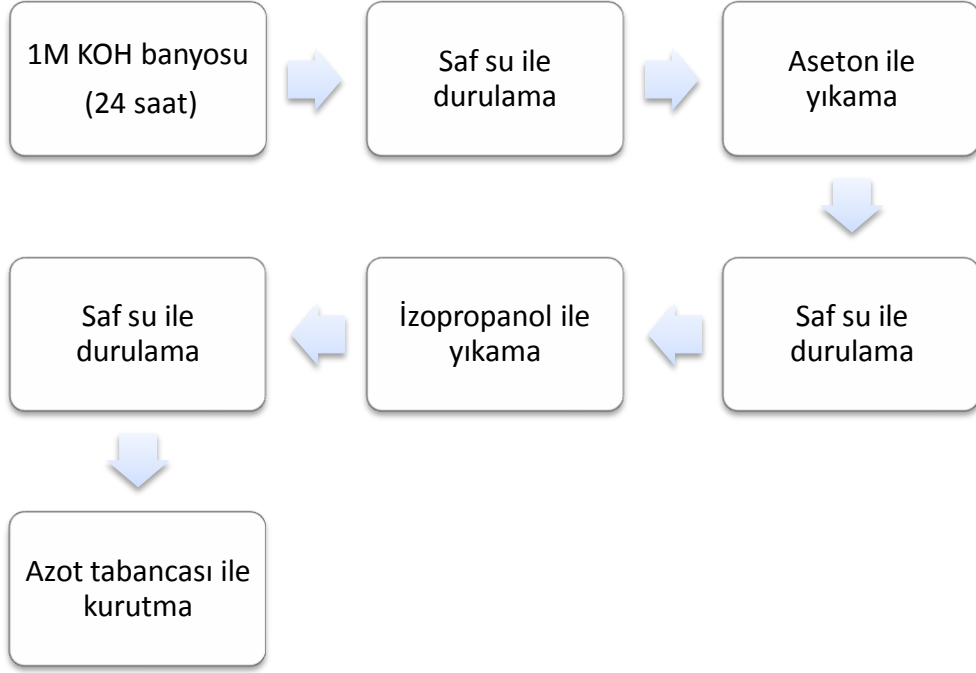 1M KOH banyosu
(24 saat)
Saf su ile
durulama
Aseton ile
yıkama
Saf su ile
durulama
İzopropanol ile
yıkama
Saf su ile
durulama
Azot tabancası ile
kurutma